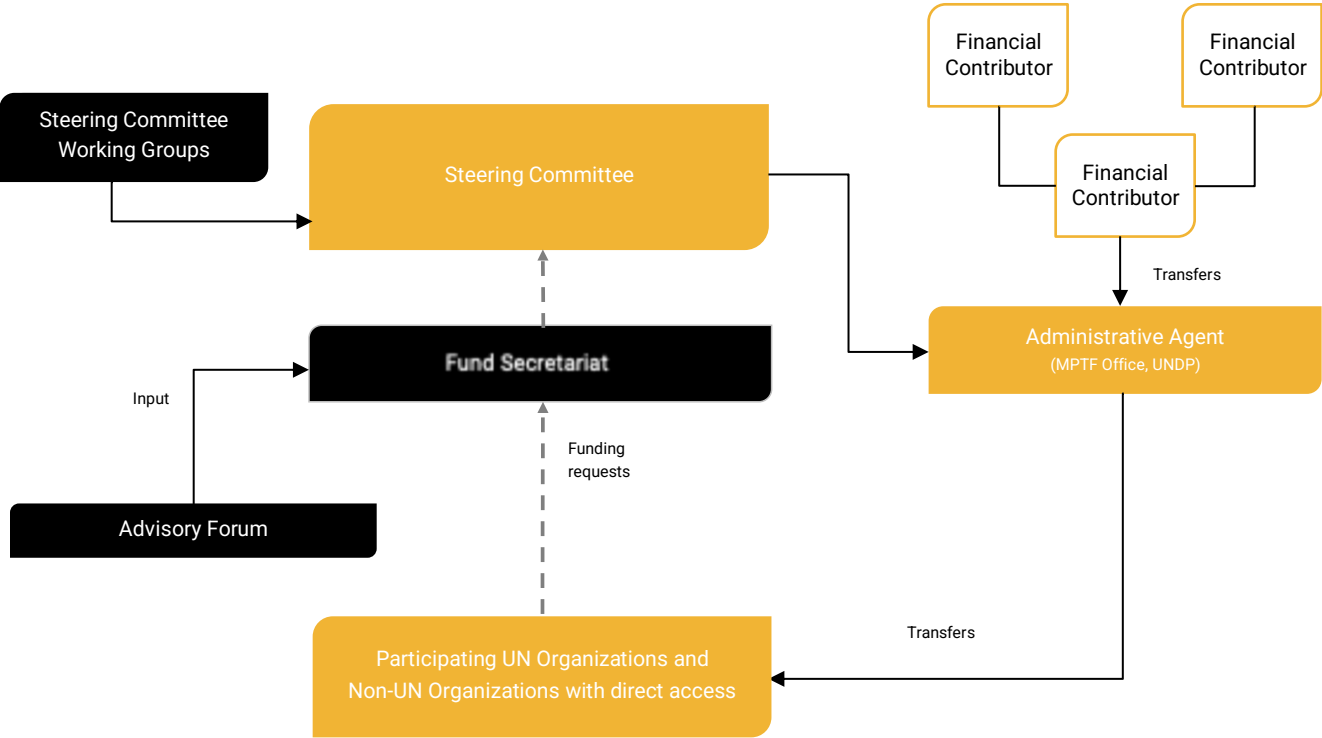 Financial
Contributor
Financial
Contributor
Steering Committee
Working Groups
Steering Committee
Financial
Contributor
Transfers
Administrative Agent
(MPTF Office, UNDP)
Fund Secretariat
Input
Funding
requests
Advisory Forum
Transfers
Participating UN Organizations and
Non-UN Organizations with direct access